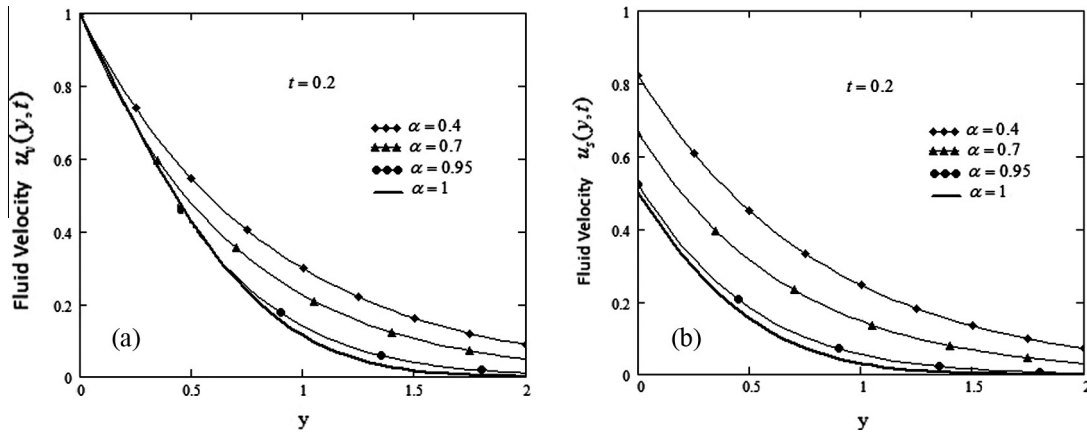 1
0.8
0.6
0.4
0.2
0
Fluid Velocity u_v(y,t)
t = 0.2
α = 0.4
α = 0.7
α = 0.95
α = 1
(a)
0
0.5
1
1.5
2
y
1
0.8
0.6
0.4
0.2
0
Fluid Velocity u_s(y,t)
t = 0.2
α = 0.4
α = 0.7
α = 0.95
α = 1
(b)
0
0.5
1
1.5
2
y